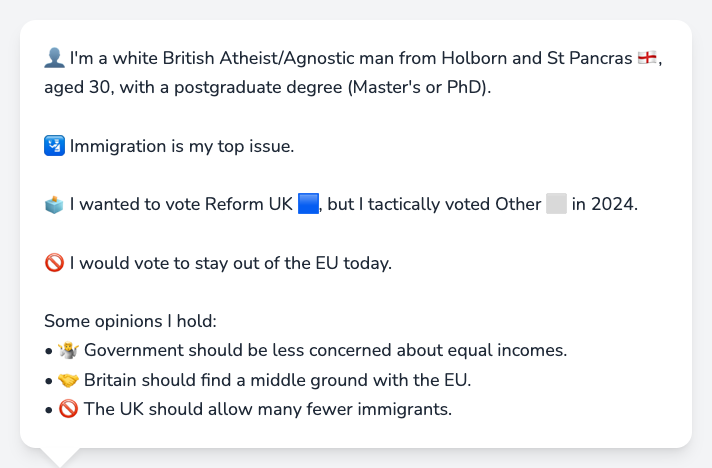 👤 I'm a white British Atheist/Agnostic man from Holborn and St Pancras 🏴󠁧󠁢󠁥󠁮󠁧󠁿,
aged 30, with a postgraduate degree (Master's or PhD).
🛂 Immigration is my top issue.
🗳️ I wanted to vote Reform UK 🟦, but I tactically voted Other ⬜ in 2024.
🚫 I would vote to stay out of the EU today.
Some opinions I hold:
• 🤷 Government should be less concerned about equal incomes.
• 🤝 Britain should find a middle ground with the EU.
• 🚫 The UK should allow many fewer immigrants.